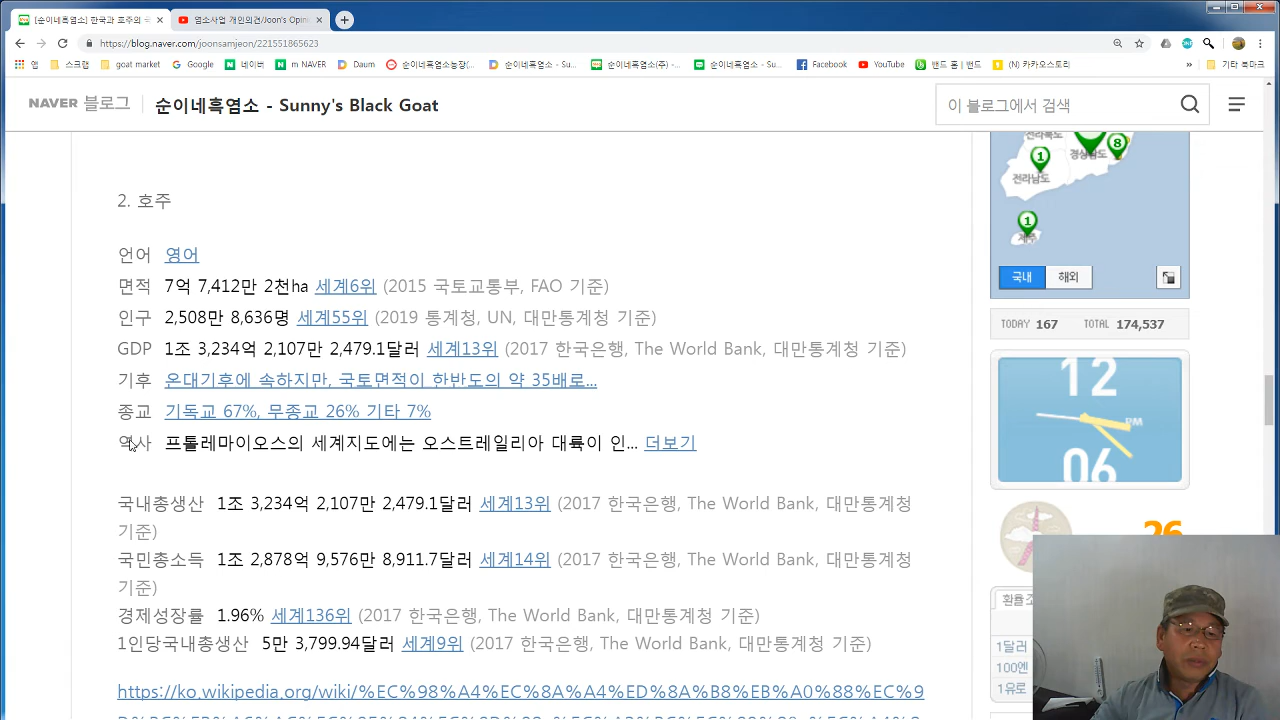 [순이네흑염소] 한국과 호주의 국
염소사업 개인의견/Joon's Opin
https://blog.naver.com/joonsamjeon/221551865623
앱
스크랩
goat market
Google
네이버
m NAVER
Daum
순이네흑염소농장(...
순이네흑염소 - Su...
순이네흑염소(주) -...
순이네흑염소 - Su...
Facebook
YouTube
밴드 홈 | 밴드
(N) 카카오스토리
»
기타 북마크
NAVER 블로그
순이네흑염소 - Sunny's Black Goat
이 블로그에서 검색
전라북도
경상남도
8
1
전라남도
1
제주
국내
해외
2. 호주
언어 영어
면적 7억 7,412만 2천ha 세계6위 (2015 국토교통부, FAO 기준)
인구 2,508만 8,636명 세계55위 (2019 통계청, UN, 대만통계청 기준)
GDP 1조 3,234억 2,107만 2,479.1달러 세계13위 (2017 한국은행, The World Bank, 대만통계청 기준)
기후 온대기후에 속하지만, 국토면적이 한반도의 약 35배로...
종교 기독교 67%, 무종교 26% 기타 7%
역사 프톨레마이오스의 세계지도에는 오스트레일리아 대륙이 인... 더보기
국내총생산 1조 3,234억 2,107만 2,479.1달러 세계13위 (2017 한국은행, The World Bank, 대만통계청
기준)
국민총소득 1조 2,878억 9,576만 8,911.7달러 세계14위 (2017 한국은행, The World Bank, 대만통계청
기준)
경제성장률 1.96% 세계136위 (2017 한국은행, The World Bank, 대만통계청 기준)
1인당국내총생산 5만 3,799.94달러 세계9위 (2017 한국은행, The World Bank, 대만통계청 기준)
https://ko.wikipedia.org/wiki/%EC%98%A4%EC%8A%A4%ED%8A%B8%EB%A0%88%EC%9
TODAY 167 TOTAL 174,537
12
PM
06
26
환율조
1달러
100엔
1유로